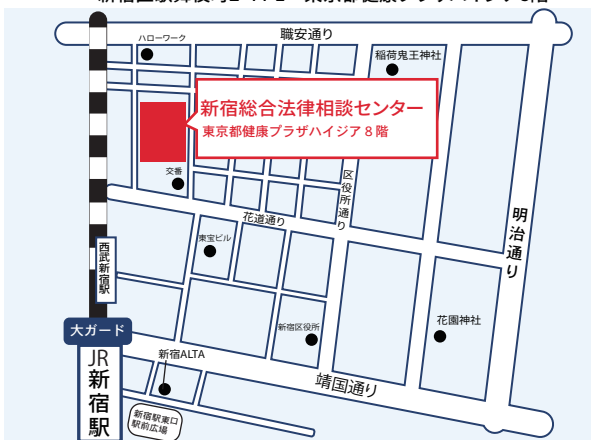 職安通り
ハローワーク
稲荷鬼王神社
新宿総合法律相談センター
東京都健康プラザハイジア8階
交番
区役所通り
花道通り
明治通り
東宝ビル
西武新宿駅
新宿区役所
花園神社
大ガード
JR新宿駅
新宿ALTA
靖国通り
新宿駅東口
駅前広場